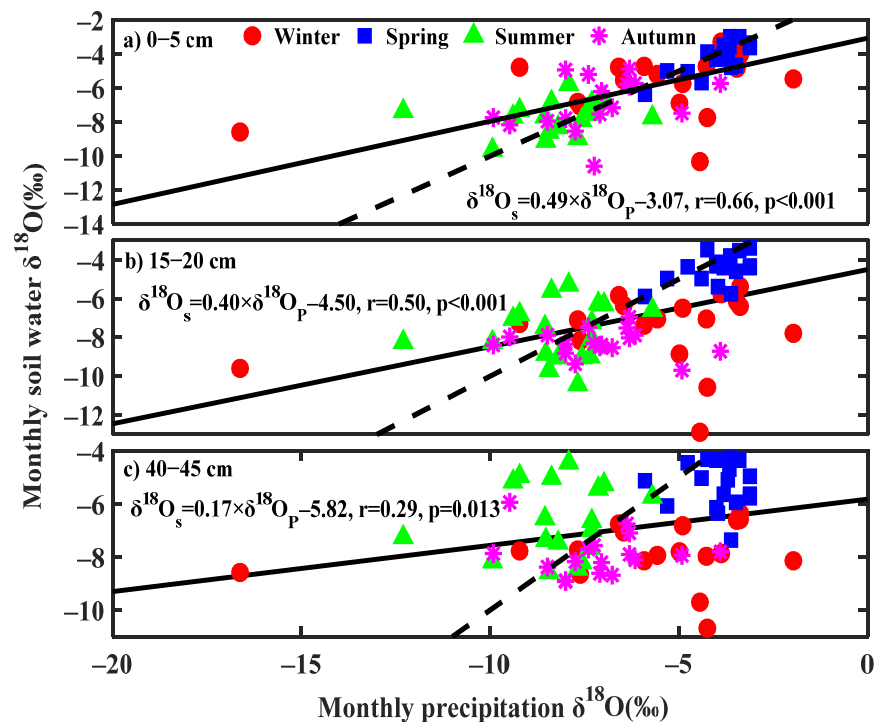 a) 0−5 cm
Winter Spring Summer Autumn
−2
−4
−6
−8
−10
−12
−14
δ¹⁸Oₛ=0.49×δ¹⁸O_P−3.07, r=0.66, p<0.001
b) 15−20 cm
−4
−6
−8
−10
−12
δ¹⁸Oₛ=0.40×δ¹⁸O_P−4.50, r=0.50, p<0.001
c) 40−45 cm
−4
−6
−8
−10
δ¹⁸Oₛ=0.17×δ¹⁸O_P−5.82, r=0.29, p=0.013
−20 −15 −10 −5 0
Monthly soil water δ¹⁸O(‰)
Monthly precipitation δ¹⁸O(‰)